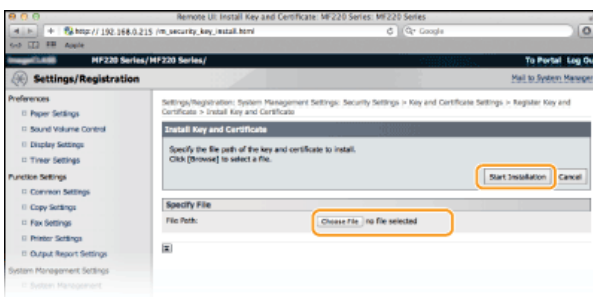 Remote UI: Install Key and Certificate: MF220 Series: MF220 Series
http://192.168.0.215/m_security_key_install.html
Google
Apple
imageCLASS MF220 Series/MF220 Series/
To Portal Log Ou
Settings/Registration
Mail to System Manager
Preferences
Paper Settings
Sound Volume Control
Display Settings
Timer Settings
Function Settings
Common Settings
Copy Settings
Fax Settings
Printer Settings
Output Report Settings
System Management Settings
System Management
Settings/Registration: System Management Settings: Security Settings > Key and Certificate Settings > Register Key and
Certificate > Install Key and Certificate
Install Key and Certificate
Specify the file path of the key and certificate to install.
Click [Browse] to select a file.
Start Installation
Cancel
Specify File
File Path:
Choose File
no file selected